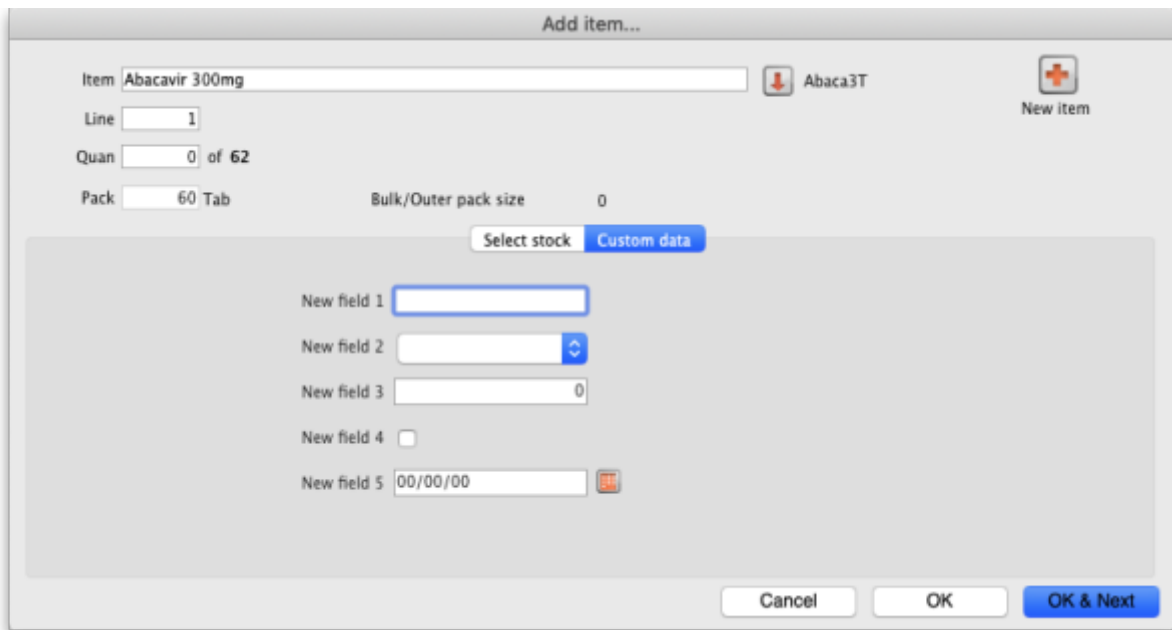 Add item...
Item Abacavir 300mg Abaca3T
New item
Line 1
Quan 0 of 62
Pack 60 Tab Bulk/Outer pack size 0
Select stock Custom data
New field 1
New field 2
New field 3 0
New field 4
New field 5 00/00/00
Cancel OK OK & Next